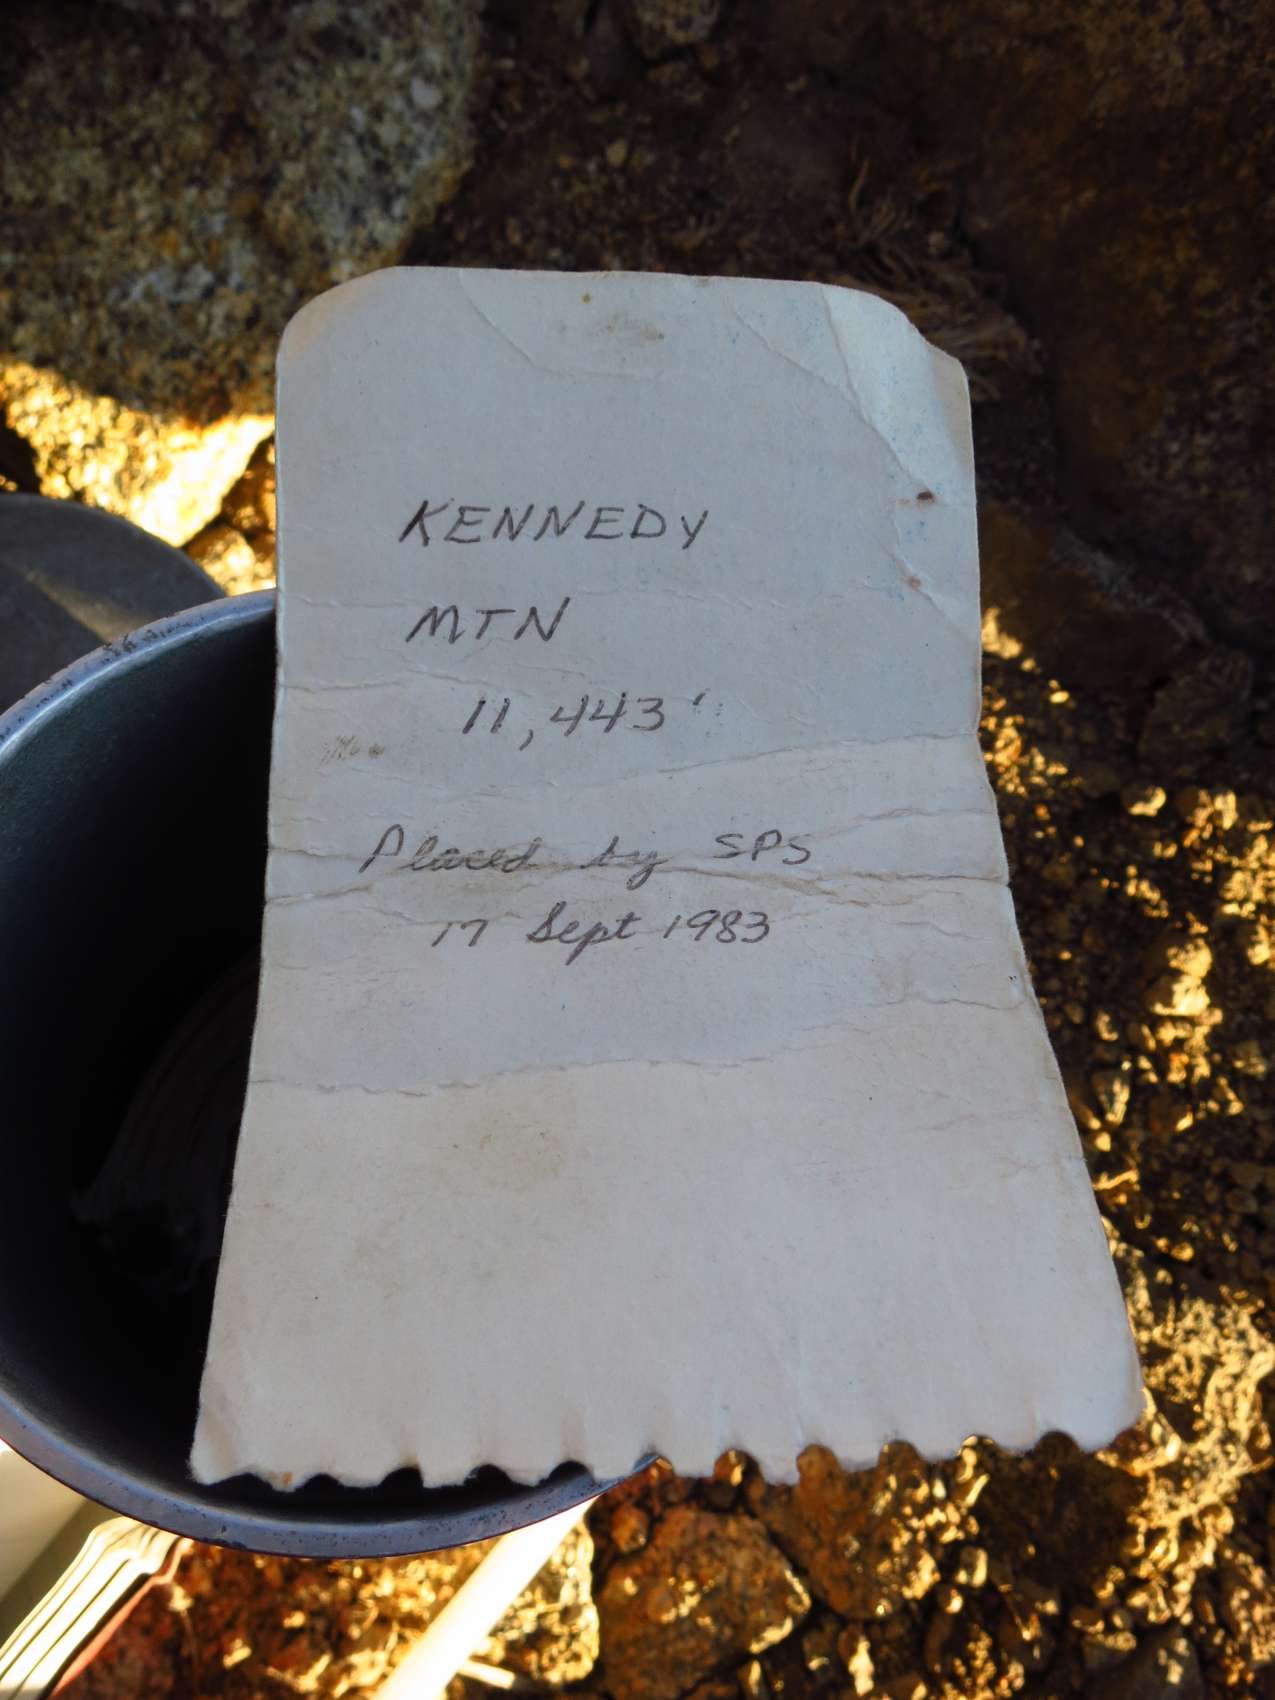 KENNEDY
MTN
11,443'
Placed by SPS
17 Sept 1983